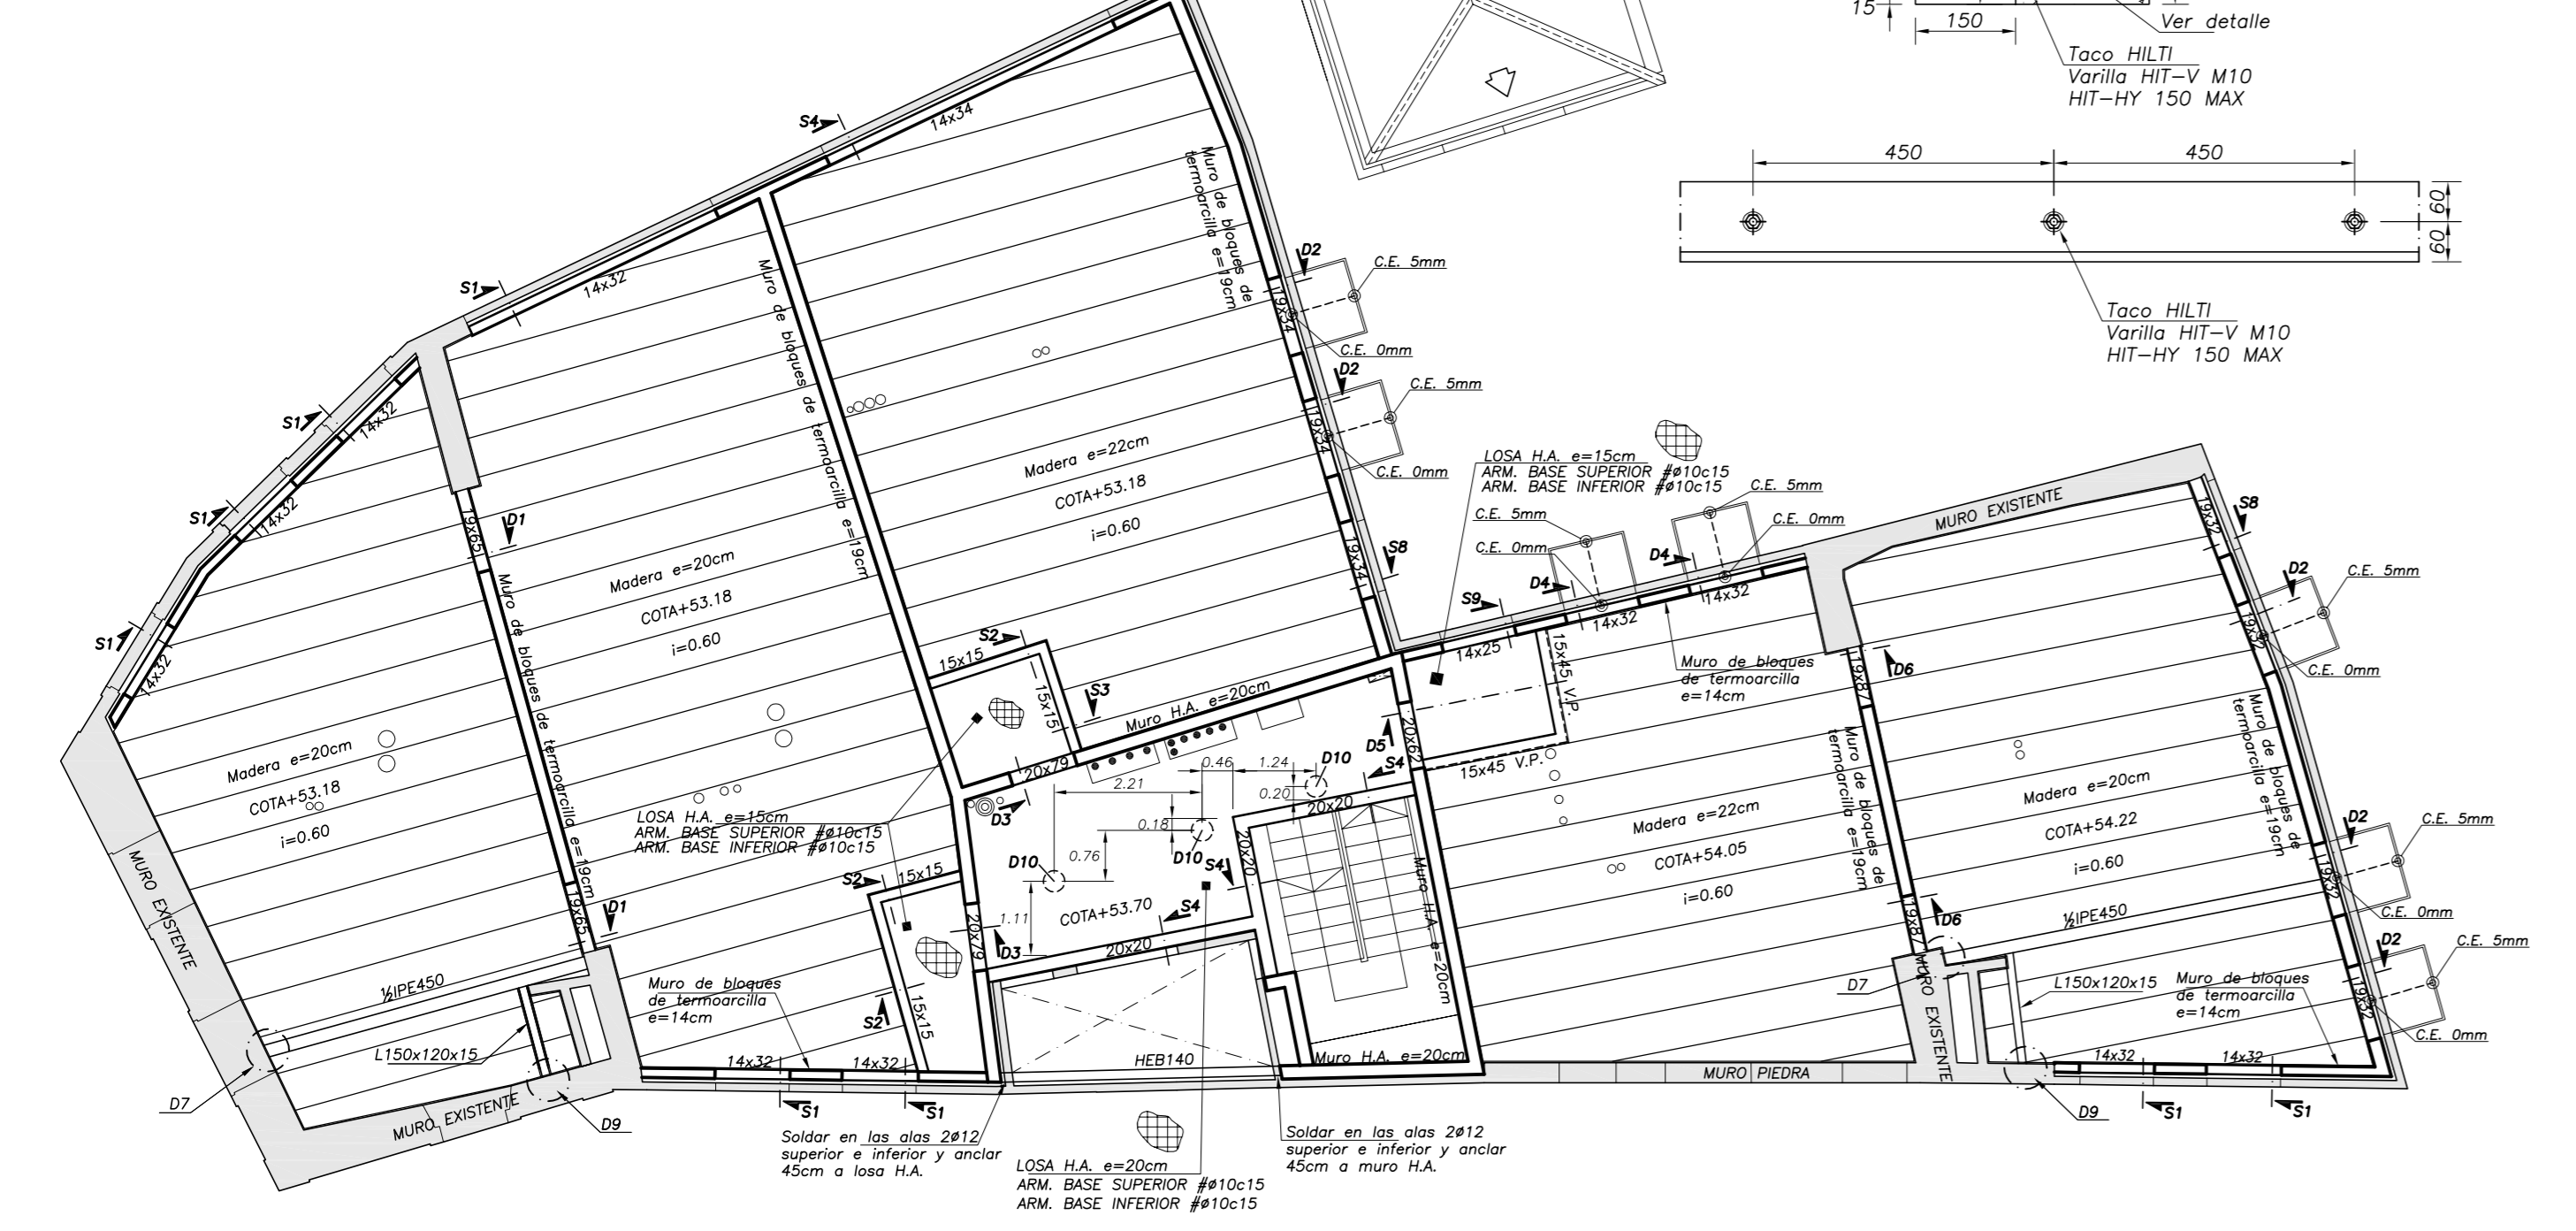 15
150
Ver detalle
Taco HILTI
Varilla HIT-V M10
HIT-HY 150 MAX
450
450
60
60
Taco HILTI
Varilla HIT-V M10
HIT-HY 150 MAX
S4
14x34
Muro de bloques de
termoarcilla e=19cm
S1
14x32
Muro de bloques de termoarcilla e=19cm
D2
C.E. 5mm
19x34
C.E. 0mm
D2
C.E. 5mm
19x34
C.E. 0mm
S1
14x32
S1
14x32
S1
14x32
Madera e=22cm
COTA+53.18
i=0.60
19x34
S8
19x65
D1
Muro de bloques de termoarcilla e=19cm
Madera e=20cm
COTA+53.18
i=0.60
LOSA H.A. e=15cm
ARM. BASE SUPERIOR #ø10c15
ARM. BASE INFERIOR #ø10c15
C.E. 5mm
C.E. 5mm
C.E. 0mm
C.E. 0mm
D4
D4
S9
14x25
14x32
14x32
15x45 V.P.
15x45 V.P.
Muro de bloques
de termoarcilla
e=14cm
MURO EXISTENTE
19x32
S8
D2
C.E. 5mm
19x32
C.E. 0mm
19x87
D6
Muro de bloques de
termoarcilla e=19cm
Muro de bloques de
termoarcilla e=19cm
S2
15x15
15x15
S3
Muro H.A. e=20cm
20x79
D3
20x62
D5
S4
D10
0.46
1.24
2.21
0.20
20x20
0.18
D10
0.76
D10
S4
20x20
1.11
COTA+53.70
S4
20x20
Madera e=20cm
COTA+53.18
i=0.60
LOSA H.A. e=15cm
ARM. BASE SUPERIOR #ø10c15
ARM. BASE INFERIOR #ø10c15
S2
15x15
20x79
D3
S2
15x15
19x65
D1
Muro H.A. e=20cm
Madera e=22cm
COTA+54.05
i=0.60
Madera e=20cm
COTA+54.22
i=0.60
D2
C.E. 5mm
19x32
C.E. 0mm
19x87
D6
½IPE450
D2
C.E. 5mm
19x32
C.E. 0mm
MURO EXISTENTE
½IPE450
L150x120x15
D7
MURO EXISTENTE
D9
Muro de bloques
de termoarcilla
e=14cm
14x32
14x32
S1
S1
HEB140
Muro H.A. e=20cm
MURO PIEDRA
D7
MURO EXISTENTE
L150x120x15
Muro de bloques
de termoarcilla
e=14cm
14x32
14x32
D9
S1
S1
Soldar en las alas 2ø12
superior e inferior y anclar
45cm a losa H.A.
LOSA H.A. e=20cm
ARM. BASE SUPERIOR #ø10c15
ARM. BASE INFERIOR #ø10c15
Soldar en las alas 2ø12
superior e inferior y anclar
45cm a muro H.A.